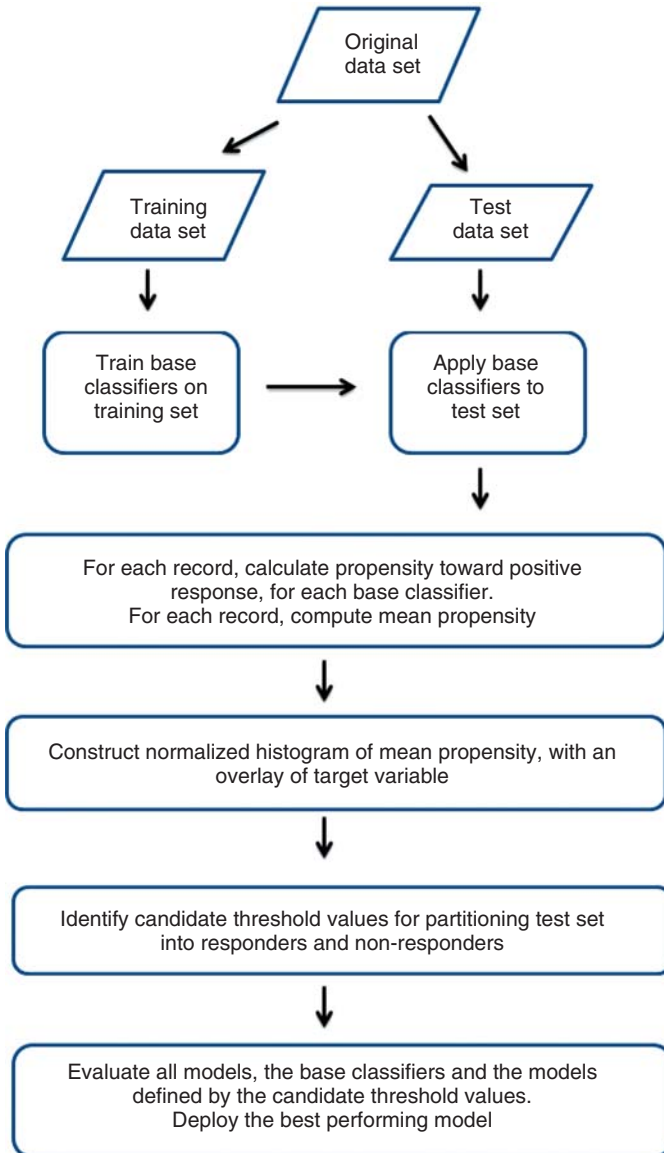 Original
data set
Training
data set
Test
data set
Train base
classifiers on
training set
Apply base
classifiers to
test set
For each record, calculate propensity toward positive
response, for each base classifier.
For each record, compute mean propensity
Construct normalized histogram of mean propensity, with an
overlay of target variable
Identify candidate threshold values for partitioning test set
into responders and non-responders
Evaluate all models, the base classifiers and the models
defined by the candidate threshold values.
Deploy the best performing model